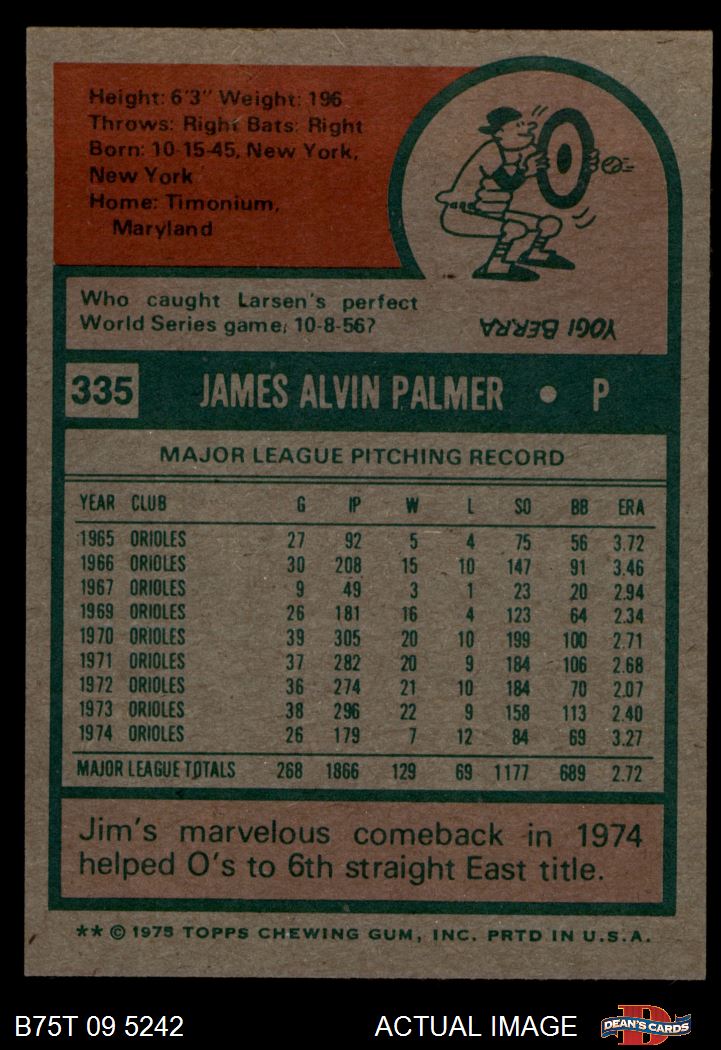 Height: 6'3" Weight: 196
Throws: Right Bats: Right
Born: 10-15-45, New York,
New York
Home: Timonium,
Maryland
Who caught Larsen's perfect
World Series game, 10-8-56?
YOGI BERRA
335 JAMES ALVIN PALMER • P
MAJOR LEAGUE PITCHING RECORD
YEAR CLUB G IP W L SO BB ERA
1965 ORIOLES 27 92 5 4 75 56 3.72
1966 ORIOLES 30 208 15 10 147 91 3.46
1967 ORIOLES 9 49 3 1 23 20 2.94
1969 ORIOLES 26 181 16 4 123 64 2.34
1970 ORIOLES 39 305 20 10 199 100 2.71
1971 ORIOLES 37 282 20 9 184 106 2.68
1972 ORIOLES 36 274 21 10 184 70 2.07
1973 ORIOLES 38 296 22 9 158 113 2.40
1974 ORIOLES 26 179 7 12 84 69 3.27
MAJOR LEAGUE TOTALS 268 1866 129 69 1177 689 2.72
Jim's marvelous comeback in 1974
helped O's to 6th straight East title.
** © 1975 TOPPS CHEWING GUM, INC. PRTD IN U.S.A.
B75T 09 5242 ACTUAL IMAGE DEAN'S CARDS